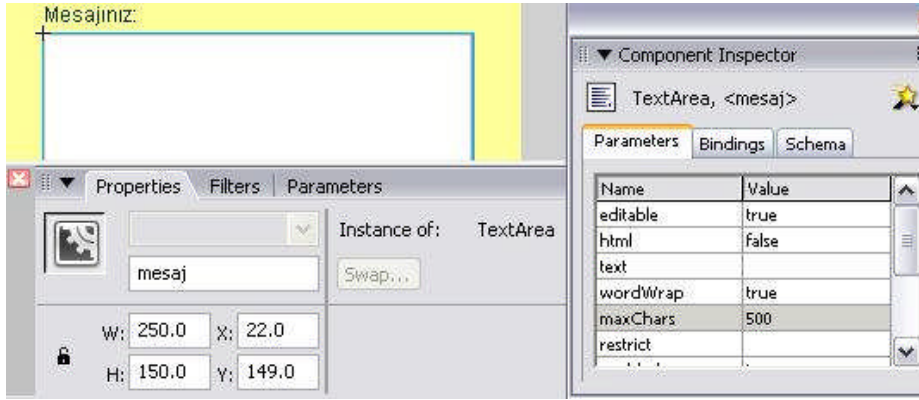 Mesajınız:
Component Inspector
TextArea, <mesaj>
Parameters Bindings Schema
Name Value
editable true
html false
text
wordWrap true
maxChars 500
restrict
Properties Filters Parameters
Instance of: TextArea
mesaj
Swap...
W: 250.0 X: 22.0
H: 150.0 Y: 149.0